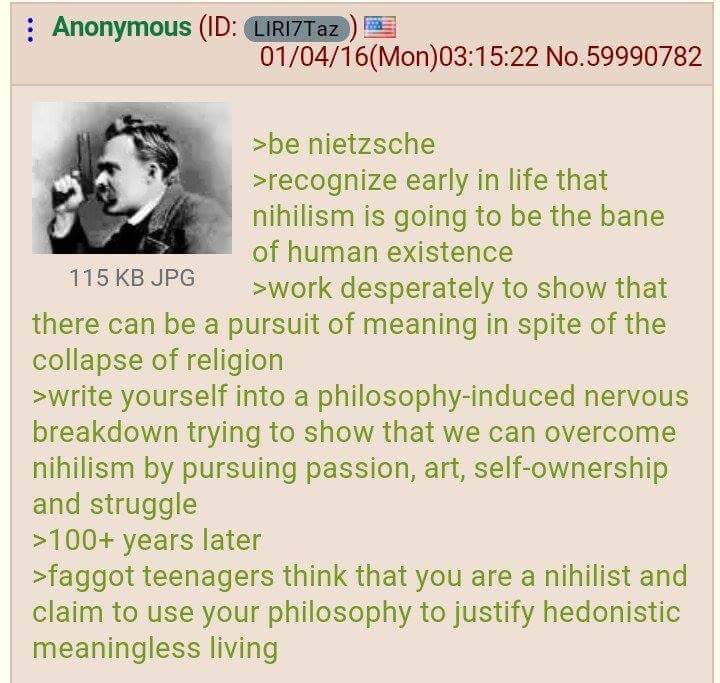 Anonymous (ID: LIRI7Taz)
01/04/16(Mon)03:15:22 No.59990782
>be nietzsche
>recognize early in life that
nihilism is going to be the bane
of human existence
115 KB JPG
>work desperately to show that
there can be a pursuit of meaning in spite of the
collapse of religion
>write yourself into a philosophy-induced nervous
breakdown trying to show that we can overcome
nihilism by pursuing passion, art, self-ownership
and struggle
>100+ years later
>faggot teenagers think that you are a nihilist and
claim to use your philosophy to justify hedonistic
meaningless living